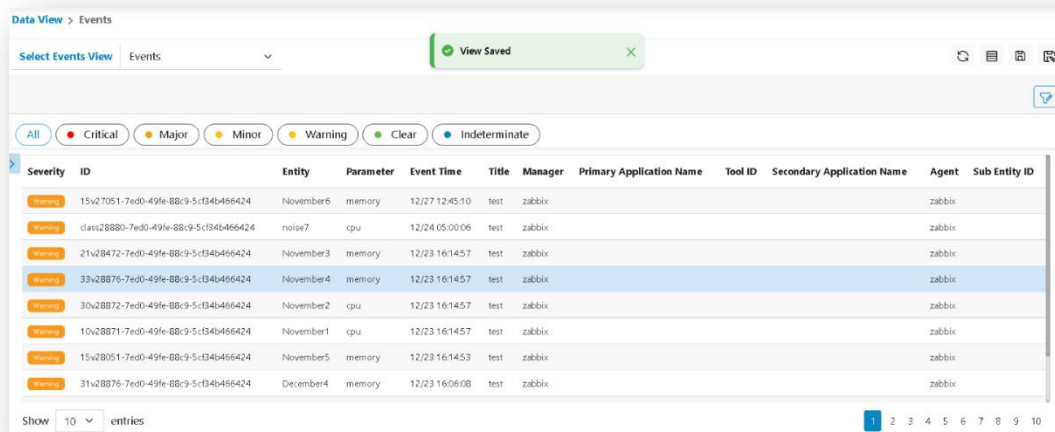 Data View > Events
Select Events View Events
View Saved
All Critical Major Minor Warning Clear Indeterminate
Severity ID Entity Parameter Event Time Title Manager Primary Application Name Tool ID Secondary Application Name Agent Sub Entity ID
Warning 15v27051-7ed0-49fe-88c9-5cf34b466424 November6 memory 12/27 12:45:10 test zabbix zabbix
Warning class28880-7ed0-49fe-88c9-5cf34b466424 noise7 cpu 12/24 05:00:06 test zabbix zabbix
Warning 21v28472-7ed0-49fe-88c9-5cf34b466424 November3 memory 12/23 16:14:57 test zabbix zabbix
Warning 33v28876-7ed0-49fe-88c9-5cf34b466424 November4 memory 12/23 16:14:57 test zabbix zabbix
Warning 30v28872-7ed0-49fe-88c9-5cf34b466424 November2 cpu 12/23 16:14:57 test zabbix zabbix
Warning 10v28871-7ed0-49fe-88c9-5cf34b466424 November1 cpu 12/23 16:14:57 test zabbix zabbix
Warning 15v28051-7ed0-49fe-88c9-5cf34b466424 November5 memory 12/23 16:14:53 test zabbix zabbix
Warning 31v28876-7ed0-49fe-88c9-5cf34b466424 December4 memory 12/23 16:06:08 test zabbix zabbix
Show 10 entries 1 2 3 4 5 6 7 8 9 10